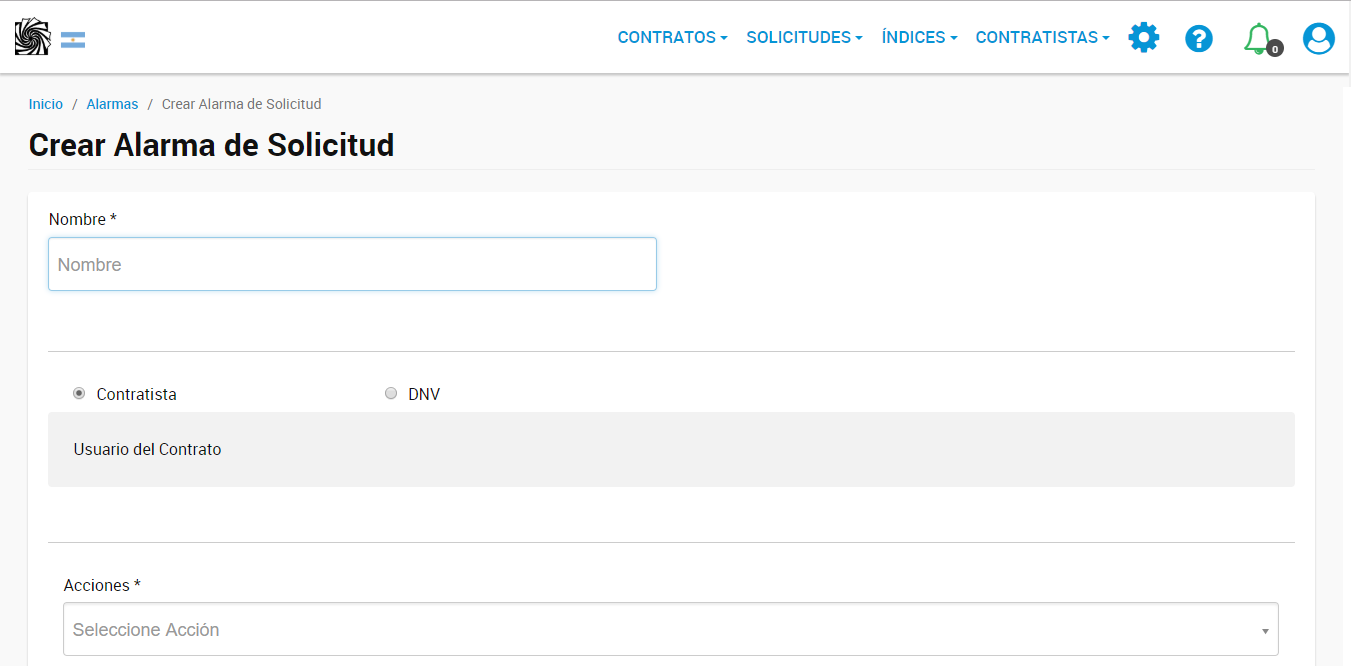 CONTRATOS SOLICITUDES ÍNDICES CONTRATISTAS ? 0
Inicio / Alarmas / Crear Alarma de Solicitud
Crear Alarma de Solicitud
Nombre *
Nombre
Contratista DNV
Usuario del Contrato
Acciones *
Seleccione Acción